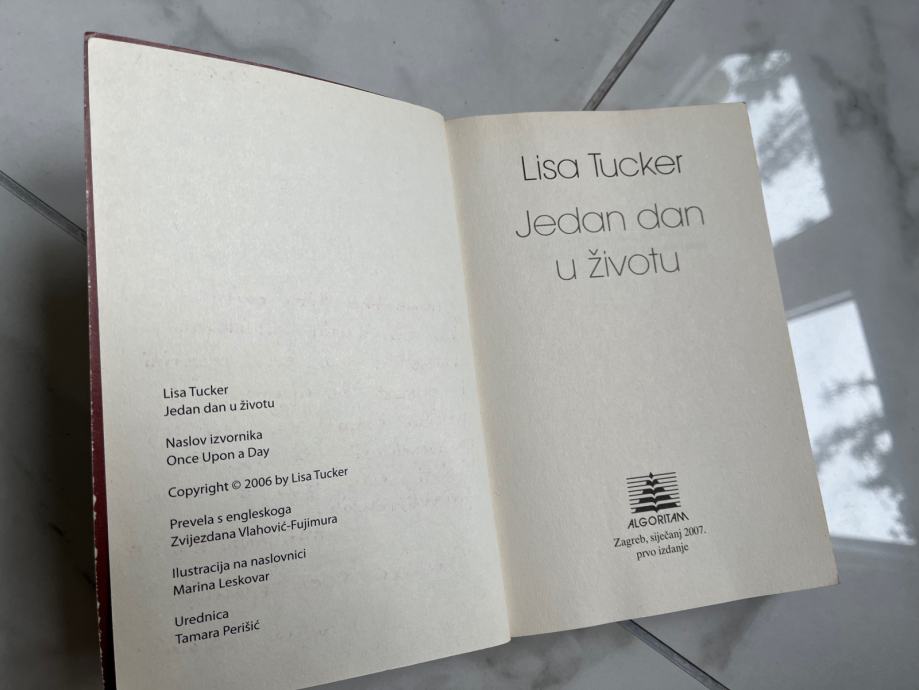 Lisa Tucker
Jedan dan u životu
Naslov izvornika
Once Upon a Day
Copyright © 2006 by Lisa Tucker
Prevela s engleskoga
Zvijezdana Vlahović-Fujimura
Ilustracija na naslovnici
Marina Leskovar
Urednica
Tamara Perišić
Lisa Tucker
Jedan dan
u životu
ALGORITAM
Zagreb, siječanj 2007.
prvo izdanje